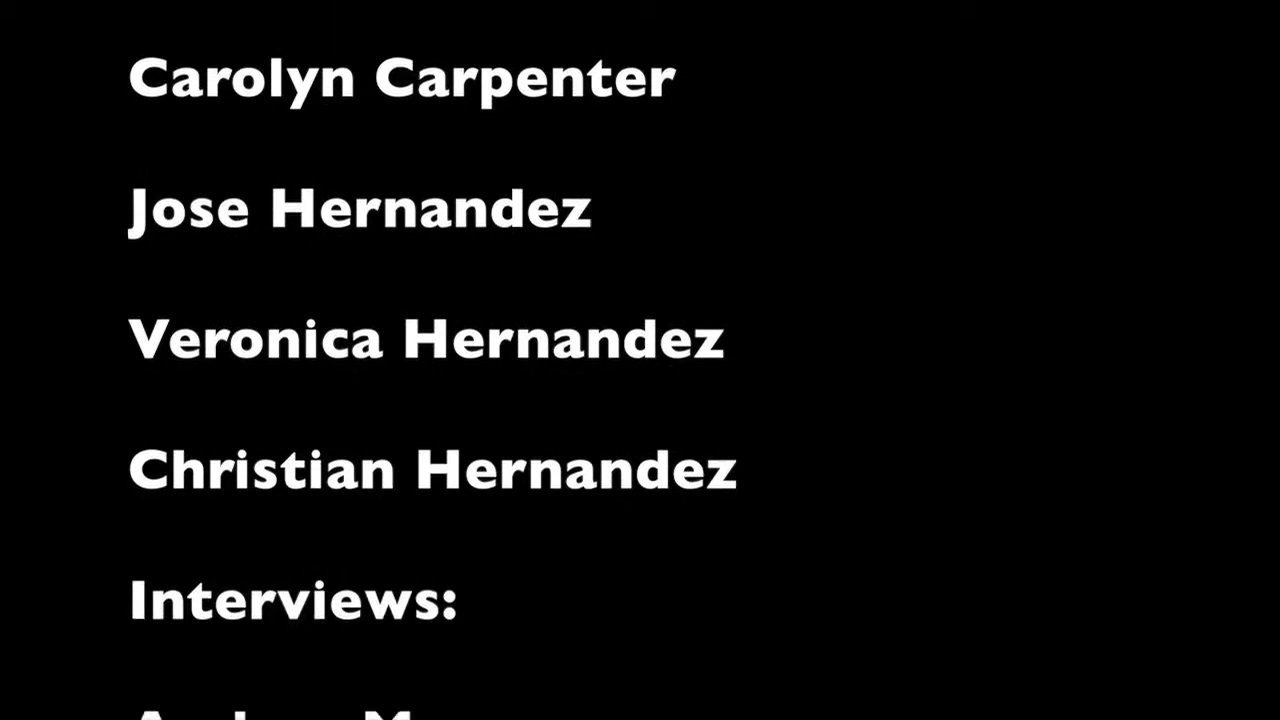 Carolyn Carpenter
Jose Hernandez
Veronica Hernandez
Christian Hernandez
Interviews: